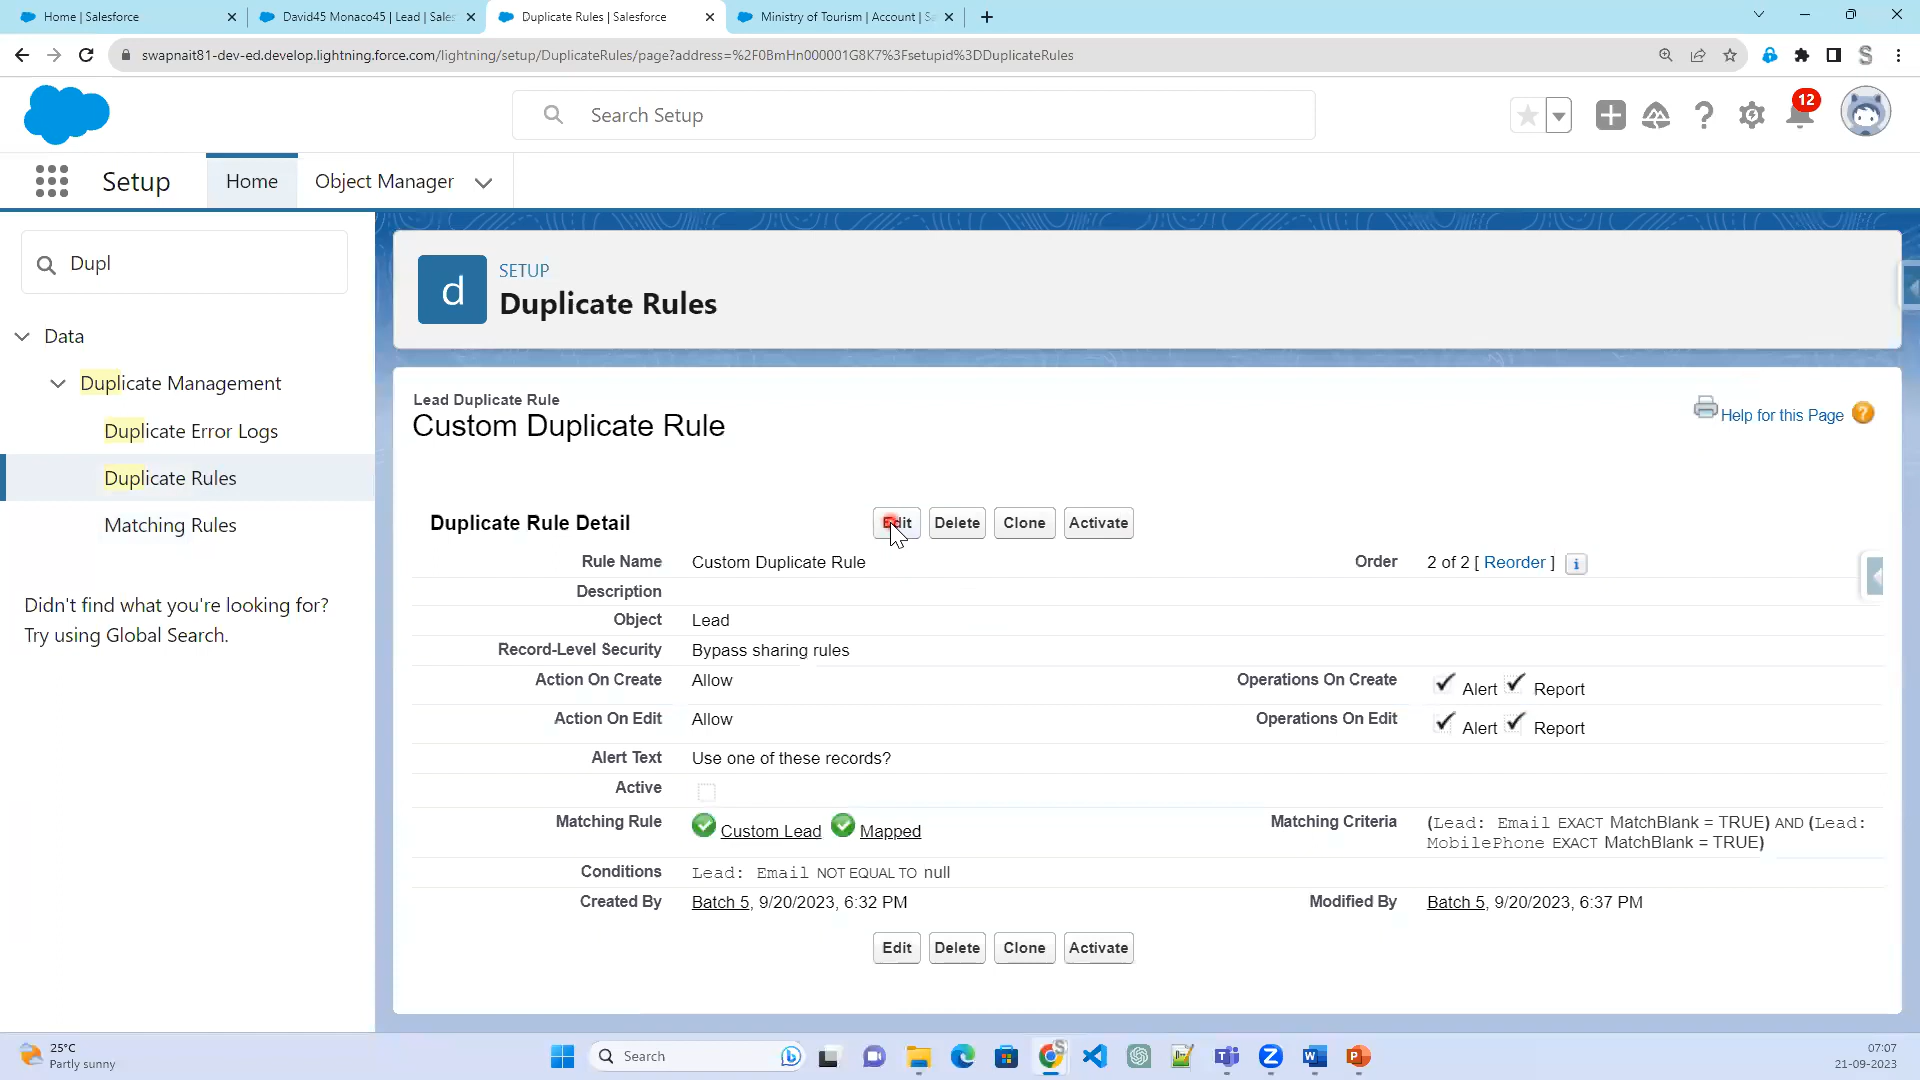 Home | Salesforce
David45 Monaco45 | Lead | Sales
Duplicate Rules | Salesforce
Ministry of Tourism | Account | Sa
swapnait81-dev-ed.develop.lightning.force.com/lightning/setup/DuplicateRules/page?address=%2F0BmHn000001G8K7%3Fsetupid%3DDuplicateRules
S
Search Setup
12
Setup
Home
Object Manager
Dupl
Data
Duplicate Management
Duplicate Error Logs
Duplicate Rules
Matching Rules
Didn't find what you're looking for?
Try using Global Search.
d
SETUP
Duplicate Rules
Lead Duplicate Rule
Custom Duplicate Rule
Help for this Page ?
Duplicate Rule Detail Edit Delete Clone Activate
Rule Name Custom Duplicate Rule Order 2 of 2 [ Reorder ] i
Description
Object Lead
Record-Level Security Bypass sharing rules
Action On Create Allow Operations On Create Alert Report
Action On Edit Allow Operations On Edit Alert Report
Alert Text Use one of these records?
Active
Matching Rule Custom Lead Mapped Matching Criteria (Lead: Email EXACT MatchBlank = TRUE) AND (Lead:
MobilePhone EXACT MatchBlank = TRUE)
Conditions Lead: Email NOT EQUAL TO null
Created By Batch 5, 9/20/2023, 6:32 PM Modified By Batch 5, 9/20/2023, 6:37 PM
Edit Delete Clone Activate
25°C
Partly sunny
Search
07:07
21-09-2023